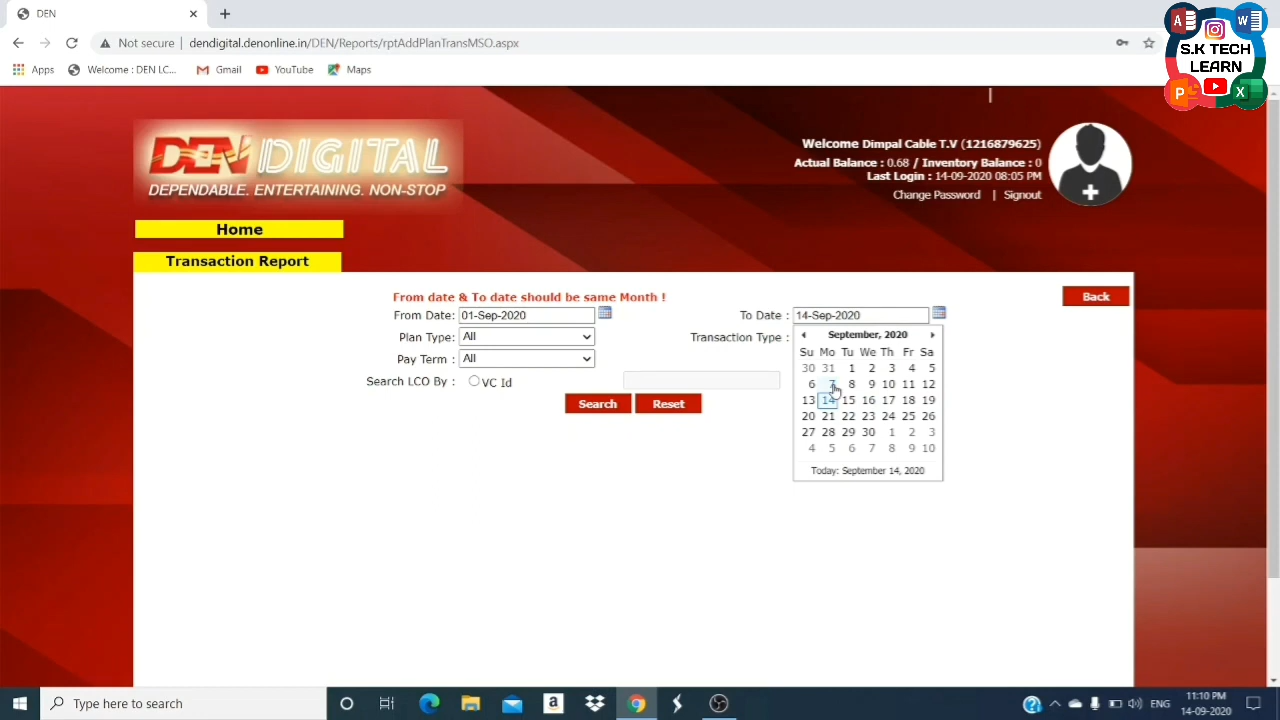 DEN
Not secure | dendigital.denonline.in/DEN/Reports/rptAddPlanTransMSO.aspx
Apps Welcome : DEN LC... Gmail YouTube Maps
S.K TECH
LEARN
DEN DIGITAL
DEPENDABLE. ENTERTAINING. NON-STOP
Welcome Dimpal Cable T.V (1216879625)
Actual Balance : 0.68 / Inventory Balance : 0
Last Login : 14-09-2020 08:05 PM
Change Password | Signout
Home
Transaction Report
From date & To date should be same Month !
Back
From Date: 01-Sep-2020 To Date : 14-Sep-2020
Plan Type: All Transaction Type :
Pay Term : All
Search LCO By : VC Id
Search Reset
September, 2020
Su Mo Tu We Th Fr Sa
30 31 1 2 3 4 5
6 7 8 9 10 11 12
13 14 15 16 17 18 19
20 21 22 23 24 25 26
27 28 29 30 1 2 3
4 5 6 7 8 9 10
Today: September 14, 2020
Type here to search
ENG
11:10 PM
14-09-2020